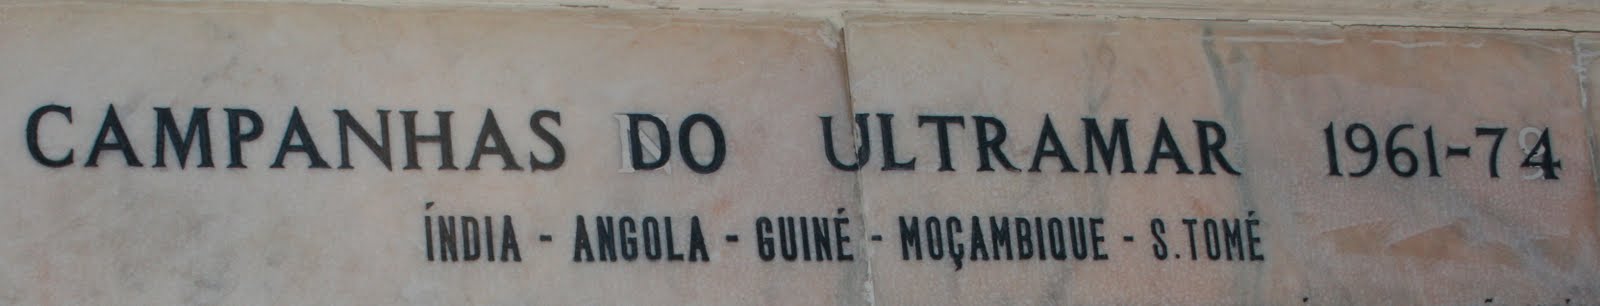 CAMPANHAS DO ULTRAMAR 1961-74
ÍNDIA - ANGOLA - GUINÉ - MOÇAMBIQUE - S. TOMÉ